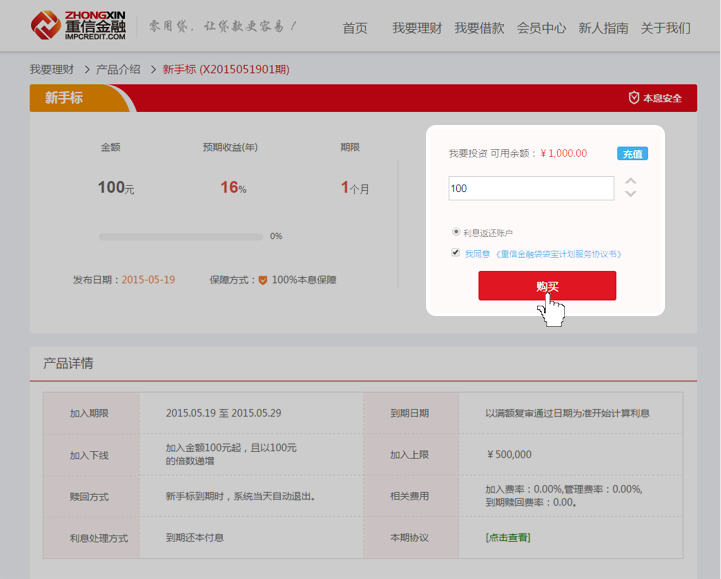 ZHONGXIN
重信金融
IMPCREDIT.COM
零用贷，让贷款更容易！
首页 我要理财 我要借款 会员中心 新人指南 关于我们
我要理财 > 产品介绍 > 新手标 (X2015051901期)
新手标
本息安全
金额 预期收益(年) 期限
100元 16% 1个月
0%
发布日期：2015-05-19 保障方式： 100%本息保障
我要投资 可用余额：￥1,000.00 充值
100
利息返还账户
我同意 《重信金融袋袋宝计划服务协议书》
购买
产品详情
加入期限 2015.05.19 至 2015.05.29 到期日期 以满额复审通过日期为准开始计算利息
加入下线 加入金额100元起，且以100元
的倍数递增
加入上限 ￥500,000
赎回方式 新手标到期时，系统当天自动退出。
相关费用 加入费率：0.00%,管理费率：0.00%,
到期赎回费率：0.00。
利息处理方式 到期还本付息 本期协议 [点击查看]